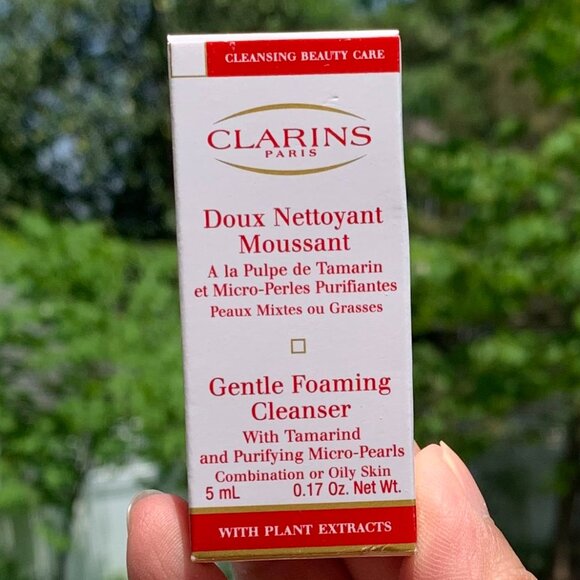 CLEANSING BEAUTY CARE
CLARINS
PARIS
Doux Nettoyant
Moussant
A la Pulpe de Tamarin
et Micro-Perles Purifiantes
Peaux Mixtes ou Grasses
Gentle Foaming
Cleanser
With Tamarind
and Purifying Micro-Pearls
Combination or Oily Skin
5 mL 0.17 Oz. Net Wt.
WITH PLANT EXTRACTS